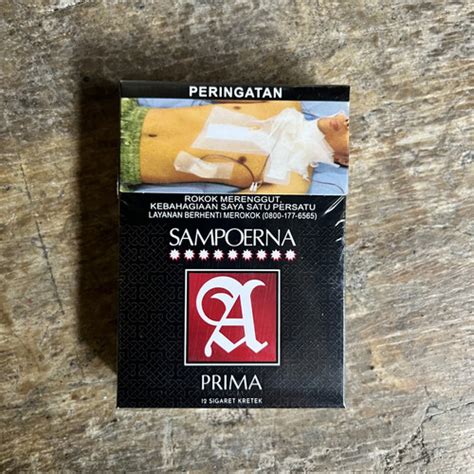 PERINGATAN
ROKOK MERENGGUT
KEBAHAGIAAN SAYA SATU PERSATU
LAYANAN BERHENTI MEROKOK (0800-177-6565)
SAMPOERNA
A
PRIMA
12 SIGARET KRETEK